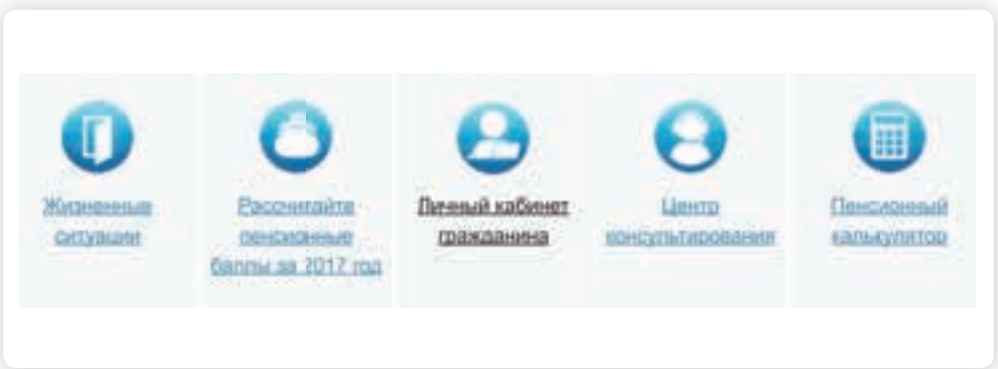 Жизненные
ситуации
Рассчитайте
пенсионные
баллы за 2017 год
Личный кабинет
гражданина
Центр
консультирования
Пенсионный
калькулятор